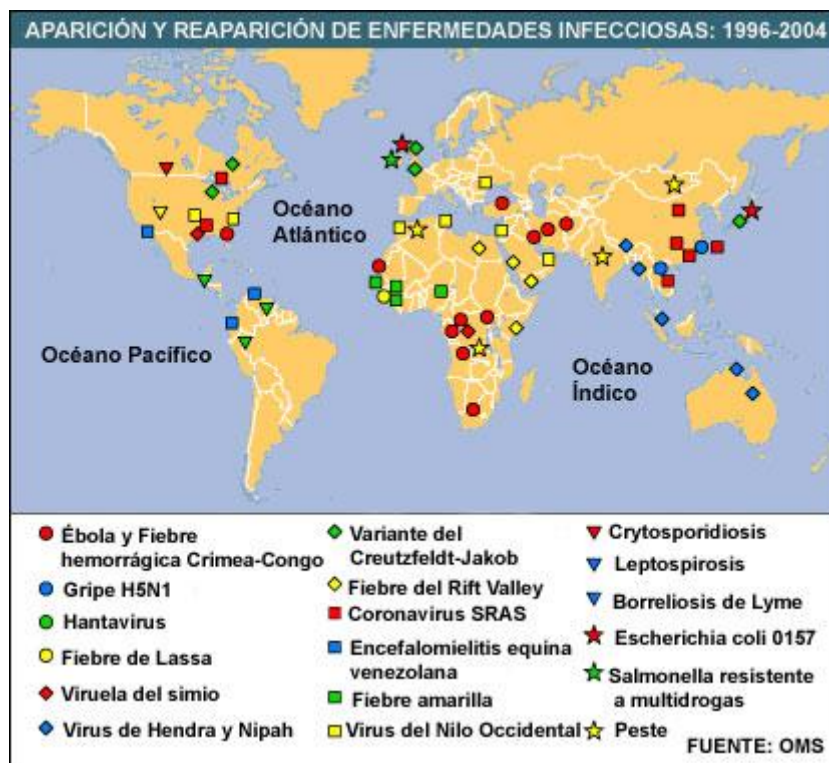 APARICIÓN Y REAPARICIÓN DE ENFERMEDADES INFECCIOSAS: 1996-2004
Océano
Atlántico
Océano Pacífico
Océano
Índico
Ébola y Fiebre
hemorrágica Crimea-Congo
Gripe H5N1
Hantavirus
Fiebre de Lassa
Viruela del simio
Virus de Hendra y Nipah
Variante del
Creutzfeldt-Jakob
Fiebre del Rift Valley
Coronavirus SRAS
Encefalomielitis equina
venezolana
Fiebre amarilla
Virus del Nilo Occidental
Crytosporidiosis
Leptospirosis
Borreliosis de Lyme
Escherichia coli 0157
Salmonella resistente
a multidrogas
Peste
FUENTE: OMS